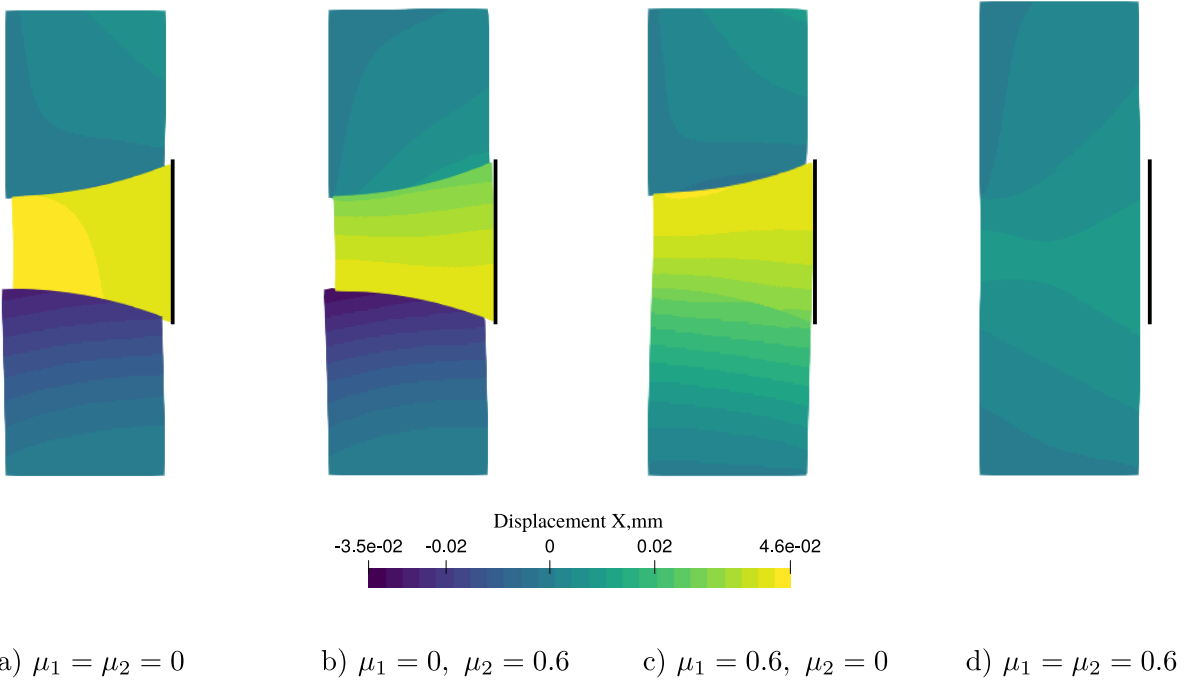 Displacement X,mm
-3.5e-02 -0.02 0 0.02 4.6e-02
a) μ₁ = μ₂ = 0 b) μ₁ = 0, μ₂ = 0.6 c) μ₁ = 0.6, μ₂ = 0 d) μ₁ = μ₂ = 0.6